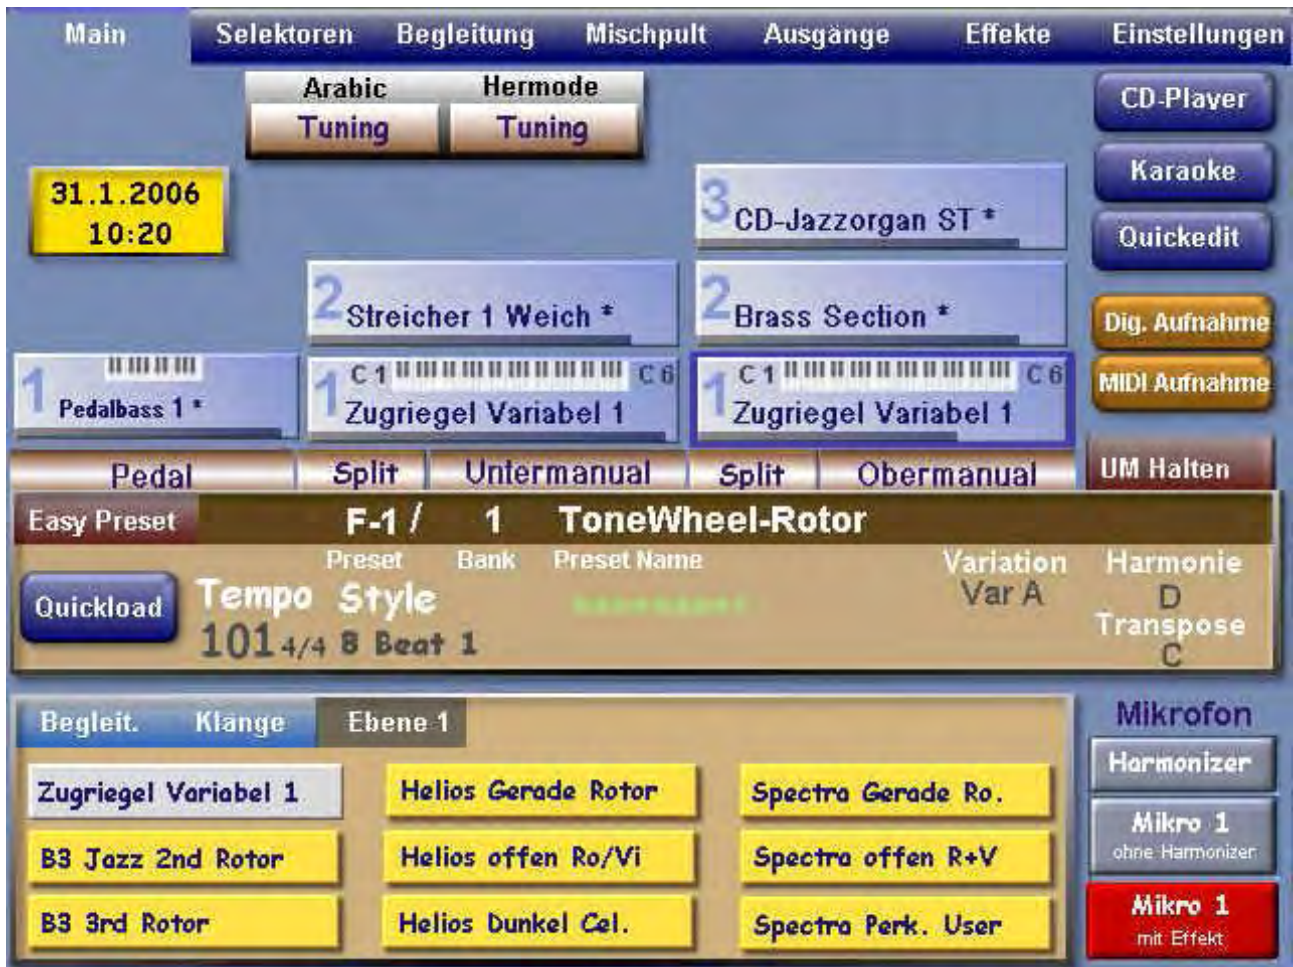 Main Selektoren Begleitung Mischpult Ausgänge Effekte Einstellungen
Arabic Tuning
Hermode Tuning
CD-Player
Karaoke
Quickedit
31.1.2006
10:20
3 CD-Jazzorgan ST *
2 Streicher 1 Weich *
2 Brass Section *
Dig. Aufnahme
MIDI Aufnahme
1 Pedalbass 1 *
C 1 C 6
1 Zugriegel Variabel 1
C 1 C 6
1 Zugriegel Variabel 1
Pedal Split Untermanual Split Obermanual
UM Halten
Easy Preset F-1 / 1 ToneWheel-Rotor
Preset Bank Preset Name Variation Harmonie
Quickload Tempo Style Var A D
Transpose
101 4/4 8 Beat 1 C
Begleit. Klänge Ebene 1
Mikrofon
Zugriegel Variabel 1 Helios Gerade Rotor Spectra Gerade Ro.
Harmonizer
B3 Jazz 2nd Rotor Helios offen Ro/Vi Spectra offen R+V
Mikro 1
ohne Harmonizer
B3 3rd Rotor Helios Dunkel Cel. Spectra Perk. User
Mikro 1
mit Effekt